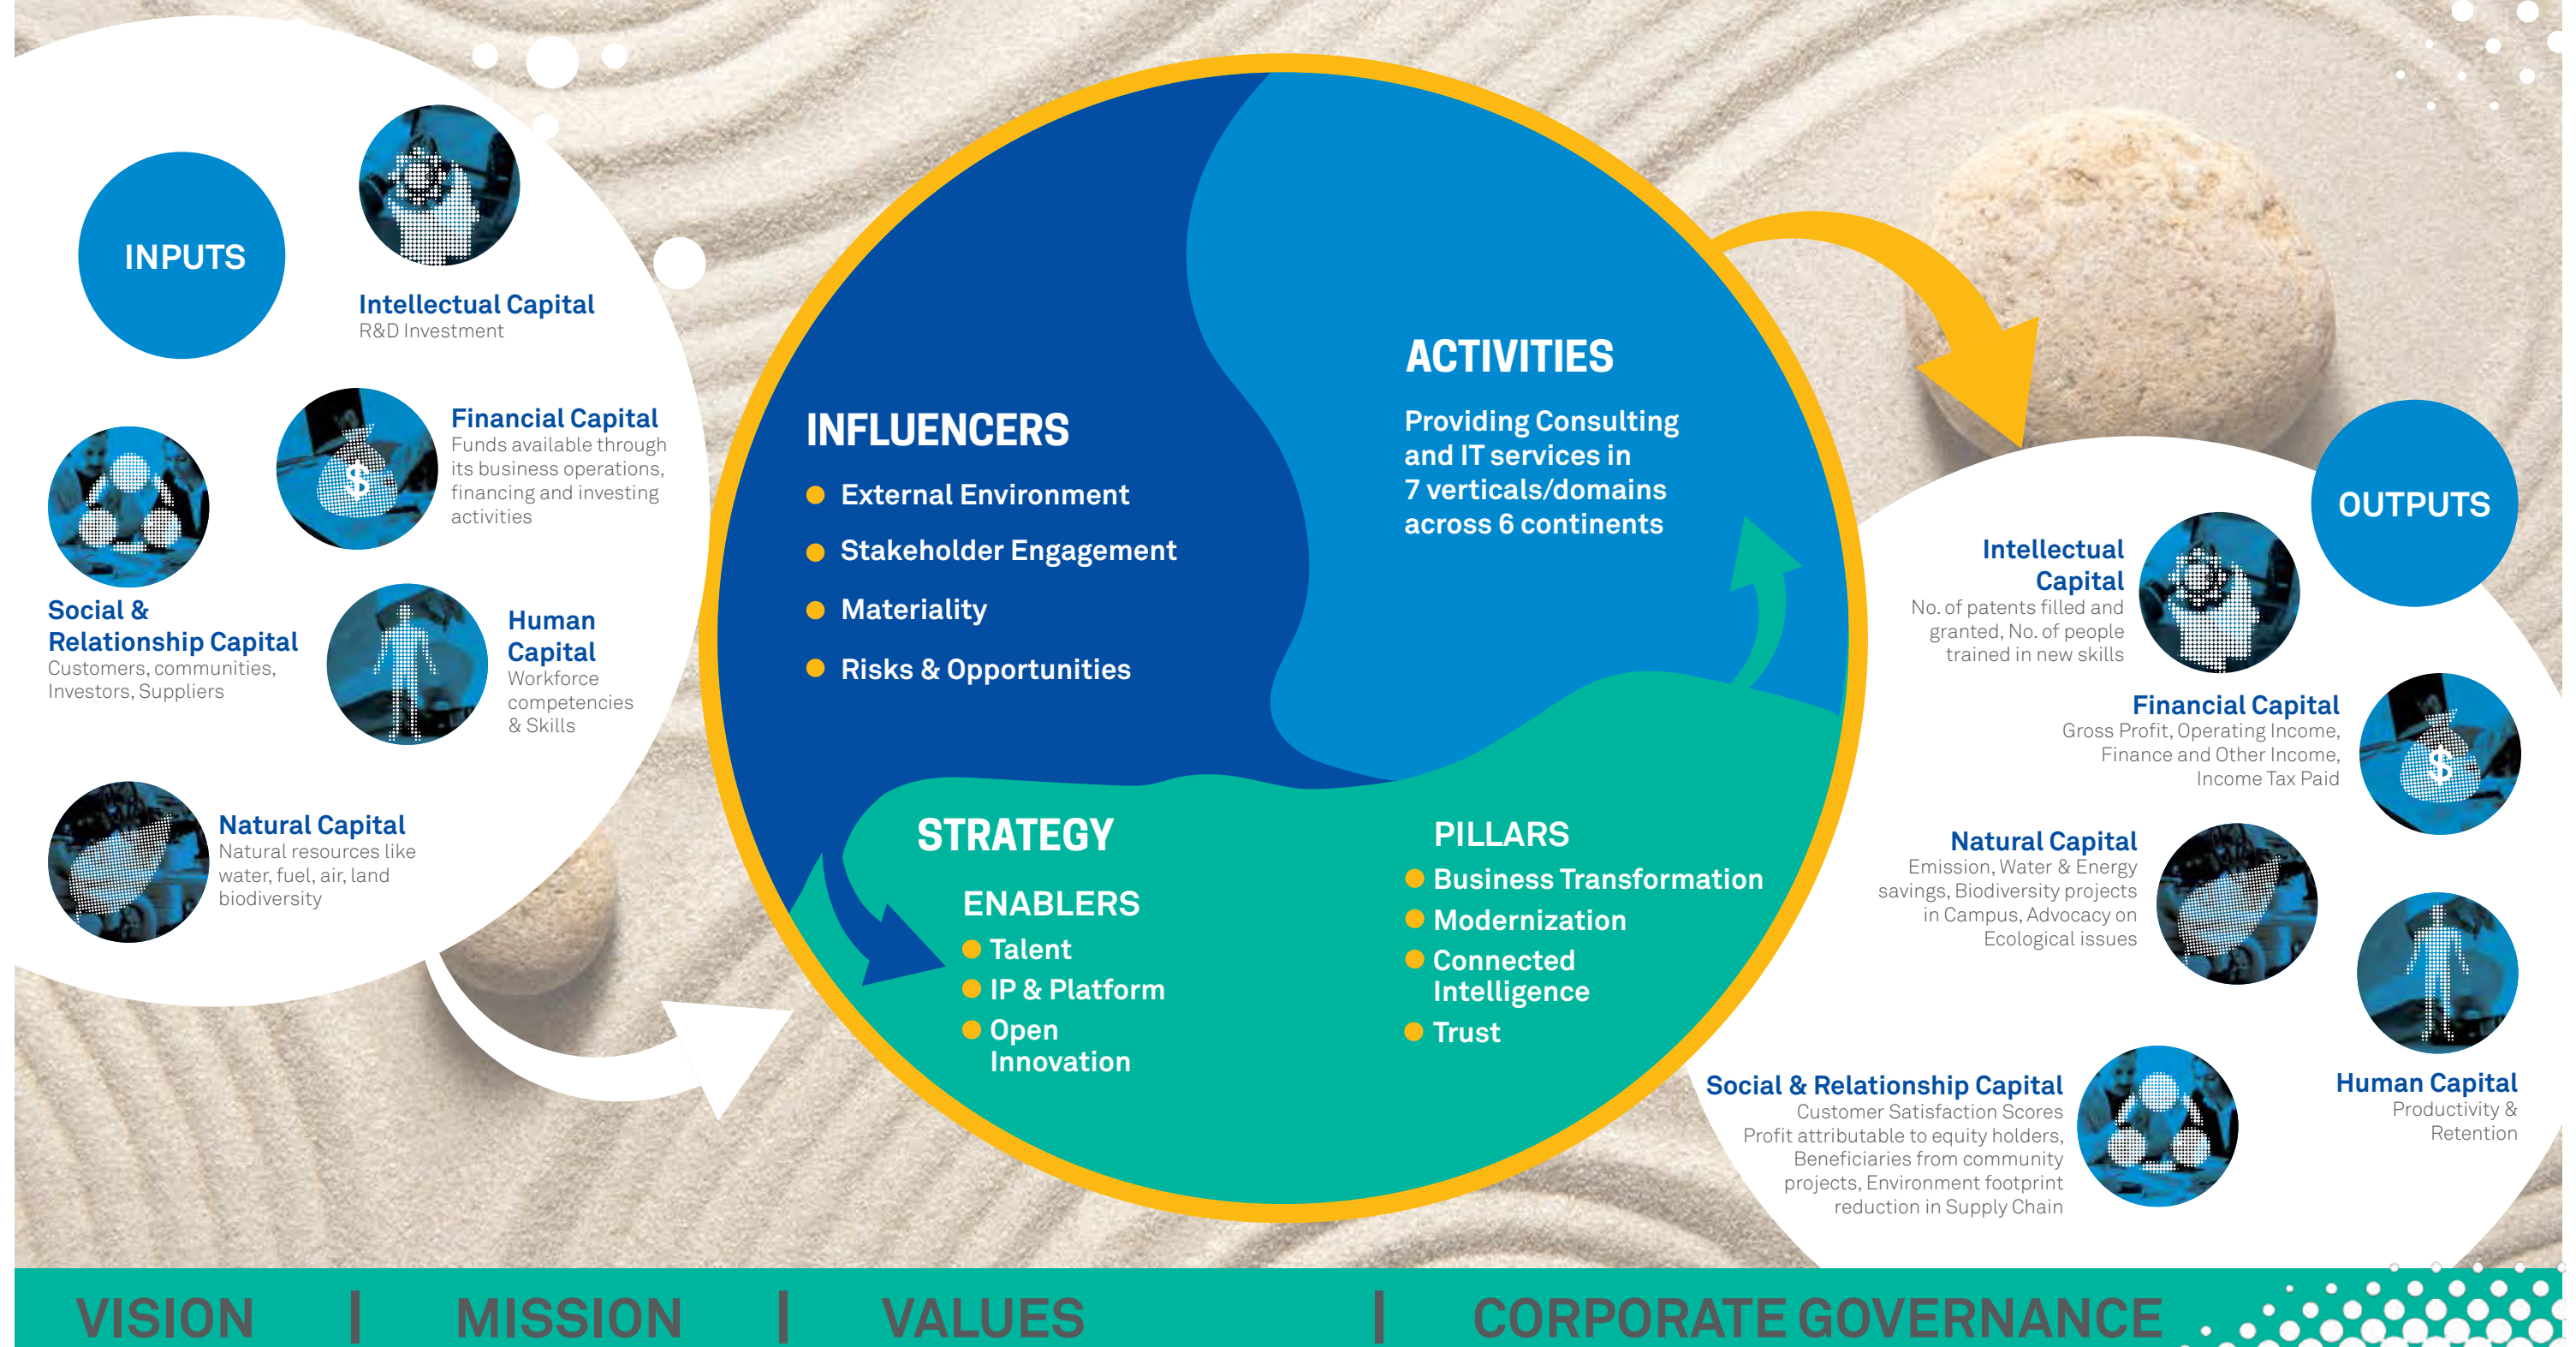 INPUTS
Intellectual Capital
R&D Investment
Financial Capital
Funds available through
its business operations,
financing and investing
activities
Social &
Relationship Capital
Customers, communities,
Investors, Suppliers
Human
Capital
Workforce
competencies
& Skills
Natural Capital
Natural resources like
water, fuel, air, land
biodiversity
INFLUENCERS
External Environment
Stakeholder Engagement
Materiality
Risks & Opportunities
ACTIVITIES
Providing Consulting
and IT services in
7 verticals/domains
across 6 continents
STRATEGY
ENABLERS
Talent
IP & Platform
Open
Innovation
PILLARS
Business Transformation
Modernization
Connected
Intelligence
Trust
OUTPUTS
Intellectual
Capital
No. of patents filled and
granted, No. of people
trained in new skills
Financial Capital
Gross Profit, Operating Income,
Finance and Other Income,
Income Tax Paid
Natural Capital
Emission, Water & Energy
savings, Biodiversity projects
in Campus, Advocacy on
Ecological issues
Human Capital
Productivity &
Retention
Social & Relationship Capital
Customer Satisfaction Scores
Profit attributable to equity holders,
Beneficiaries from community
projects, Environment footprint
reduction in Supply Chain
VISION | MISSION | VALUES | CORPORATE GOVERNANCE